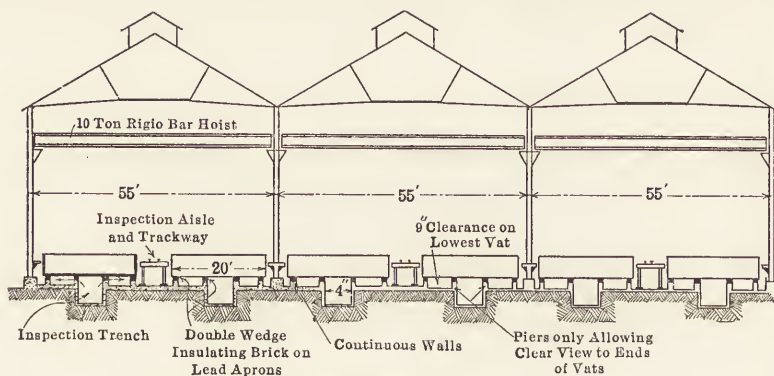 10 Ton Rigio Bar Hoist
55'
55'
55'
Inspection Aisle
and Trackway
9" Clearance on
Lowest Vat
20'
4"
Inspection Trench
Double Wedge
Insulating Brick on
Lead Aprons
Continuous Walls
Piers only Allowing
Clear View to Ends
of Vats